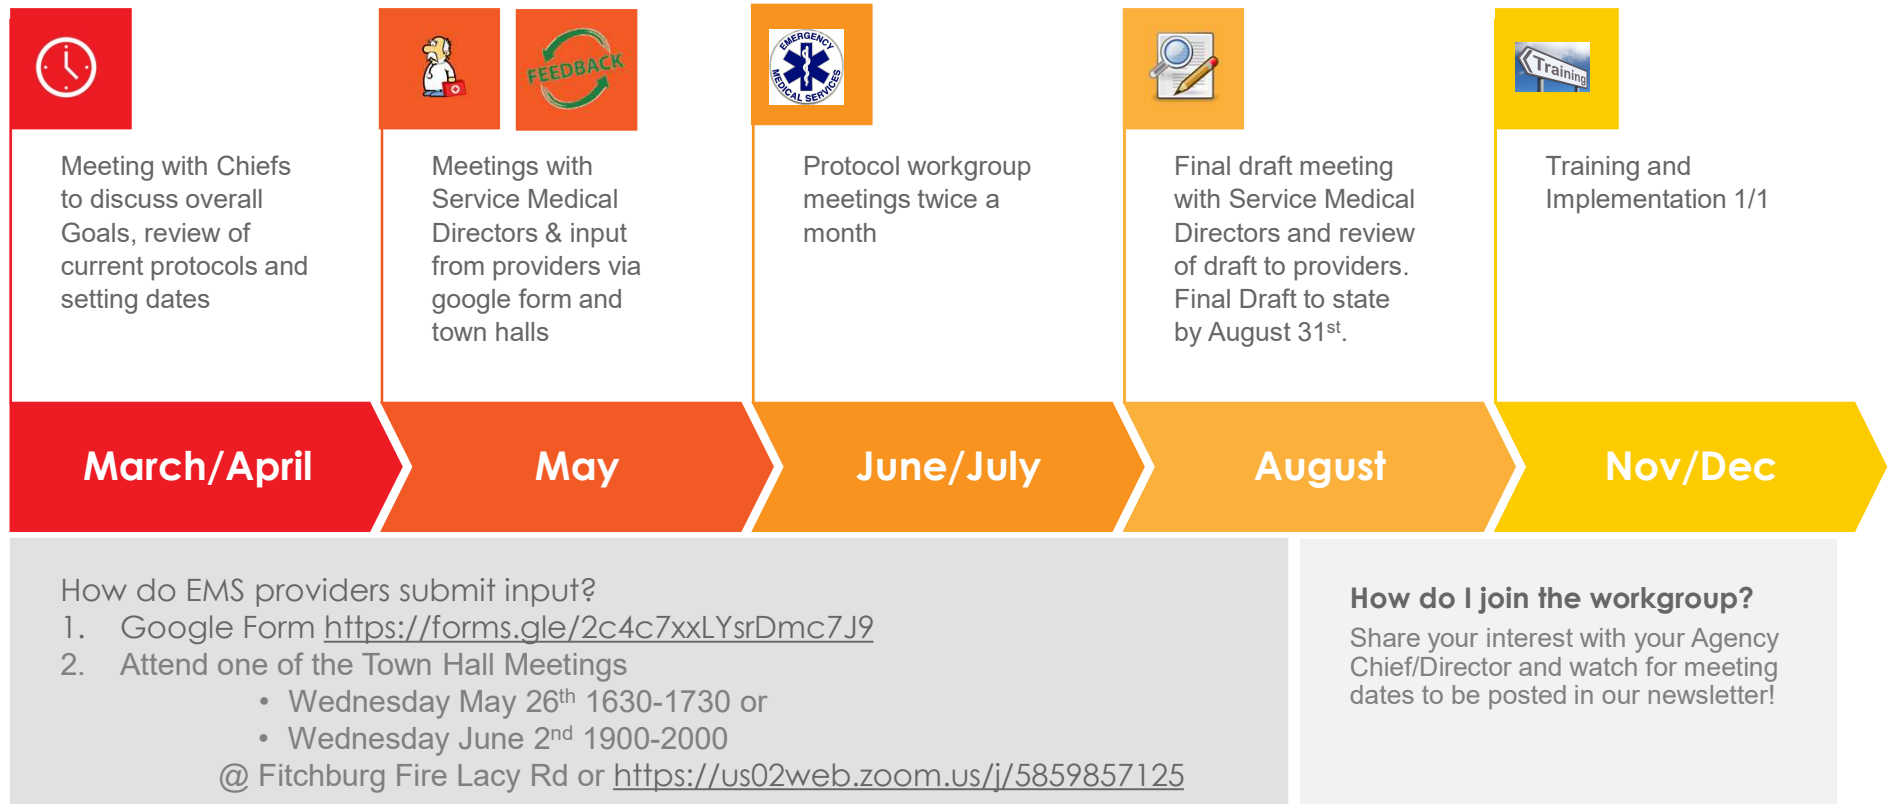 FEEDBACK
EMERGENCY
MEDICAL SERVICES
Training
Meeting with Chiefs
to discuss overall
Goals, review of
current protocols and
setting dates
Meetings with
Service Medical
Directors & input
from providers via
google form and
town halls
Protocol workgroup
meetings twice a
month
Final draft meeting
with Service Medical
Directors and review
of draft to providers.
Final Draft to state
by August 31st.
Training and
Implementation 1/1
March/April
May
June/July
August
Nov/Dec
How do EMS providers submit input?
1. Google Form https://forms.gle/2c4c7xxLYsrDmc7J9
2. Attend one of the Town Hall Meetings
• Wednesday May 26th 1630-1730 or
• Wednesday June 2nd 1900-2000
@ Fitchburg Fire Lacy Rd or https://us02web.zoom.us/j/5859857125
How do I join the workgroup?
Share your interest with your Agency
Chief/Director and watch for meeting
dates to be posted in our newsletter!